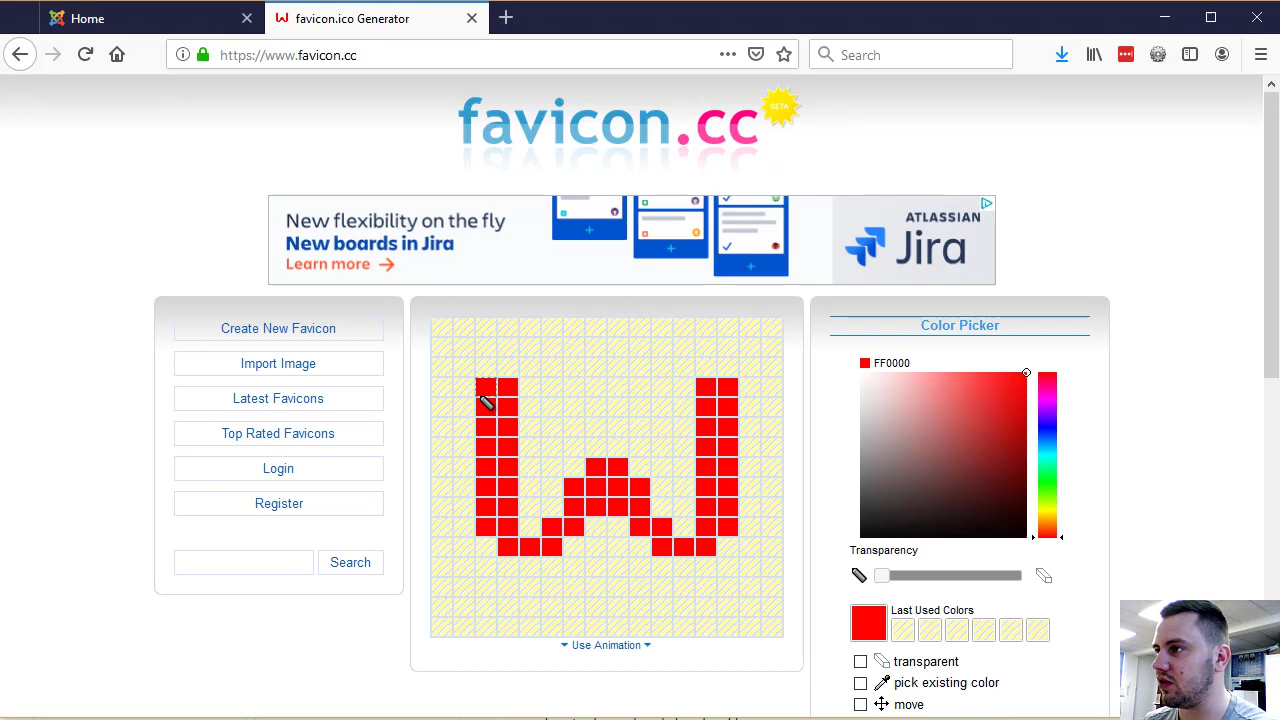 Home
favicon.ico Generator
https://www.favicon.cc
Search
favicon.cc
BETA
New flexibility on the fly
New boards in Jira
Learn more →
ATLASSIAN
Jira
Create New Favicon
Import Image
Latest Favicons
Top Rated Favicons
Login
Register
Search
Use Animation
Color Picker
FF0000
Transparency
Last Used Colors
transparent
pick existing color
move